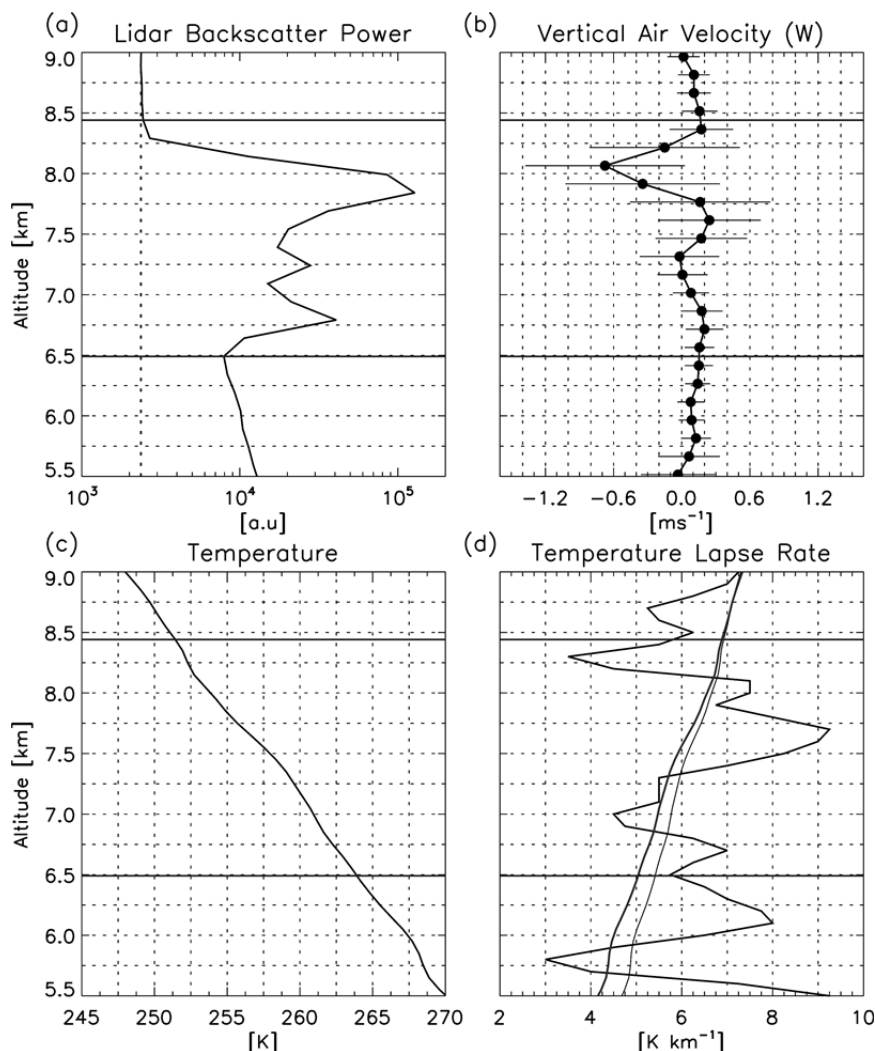 (a) Lidar Backscatter Power
9.0
8.5
8.0
7.5
7.0
6.5
6.0
5.5
Altitude [km]
10³ 10⁴ 10⁵
[a.u]
(b) Vertical Air Velocity (W)
-1.2 -0.6 0.0 0.6 1.2
[ms⁻¹]
(c) Temperature
9.0
8.5
8.0
7.5
7.0
6.5
6.0
5.5
Altitude [km]
245 250 255 260 265 270
[K]
(d) Temperature Lapse Rate
2 4 6 8 10
[K km⁻¹]